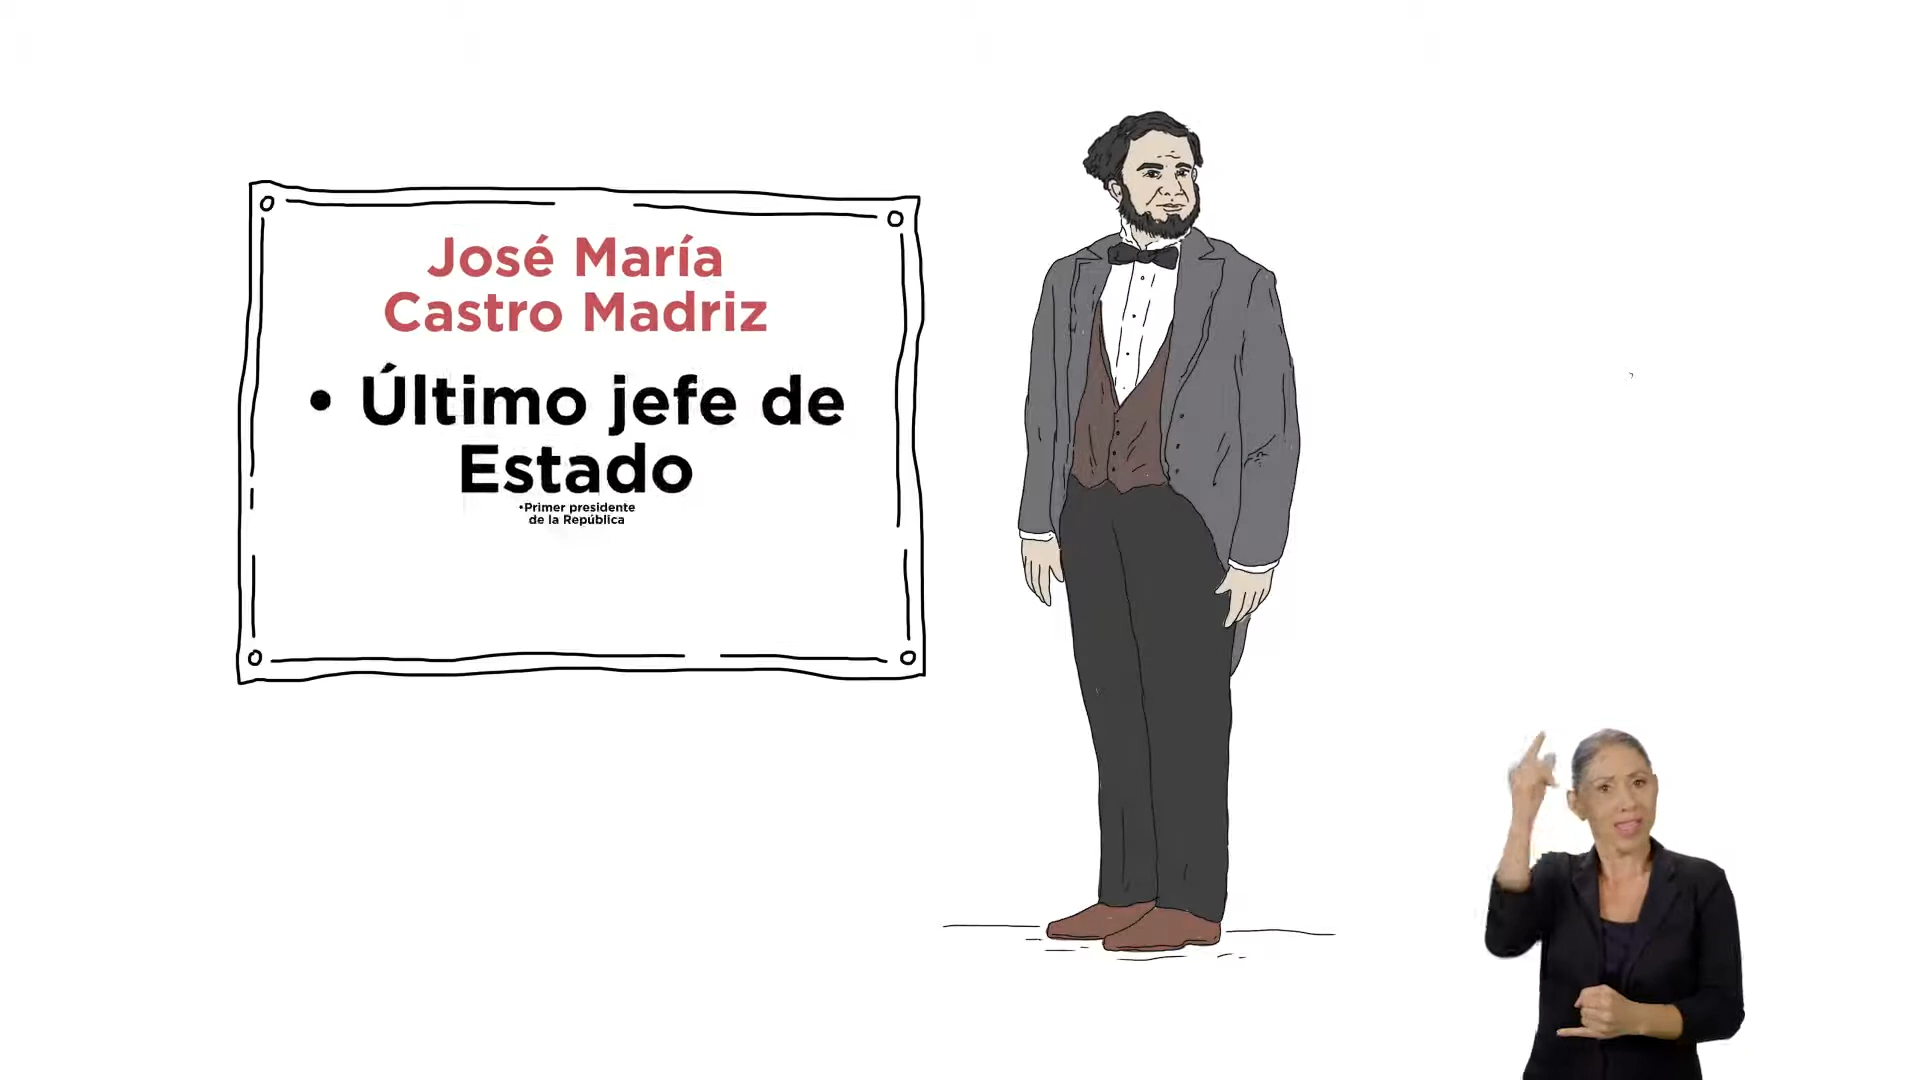 José María
Castro Madriz
• Último jefe de
Estado
•Primer presidente
de la República